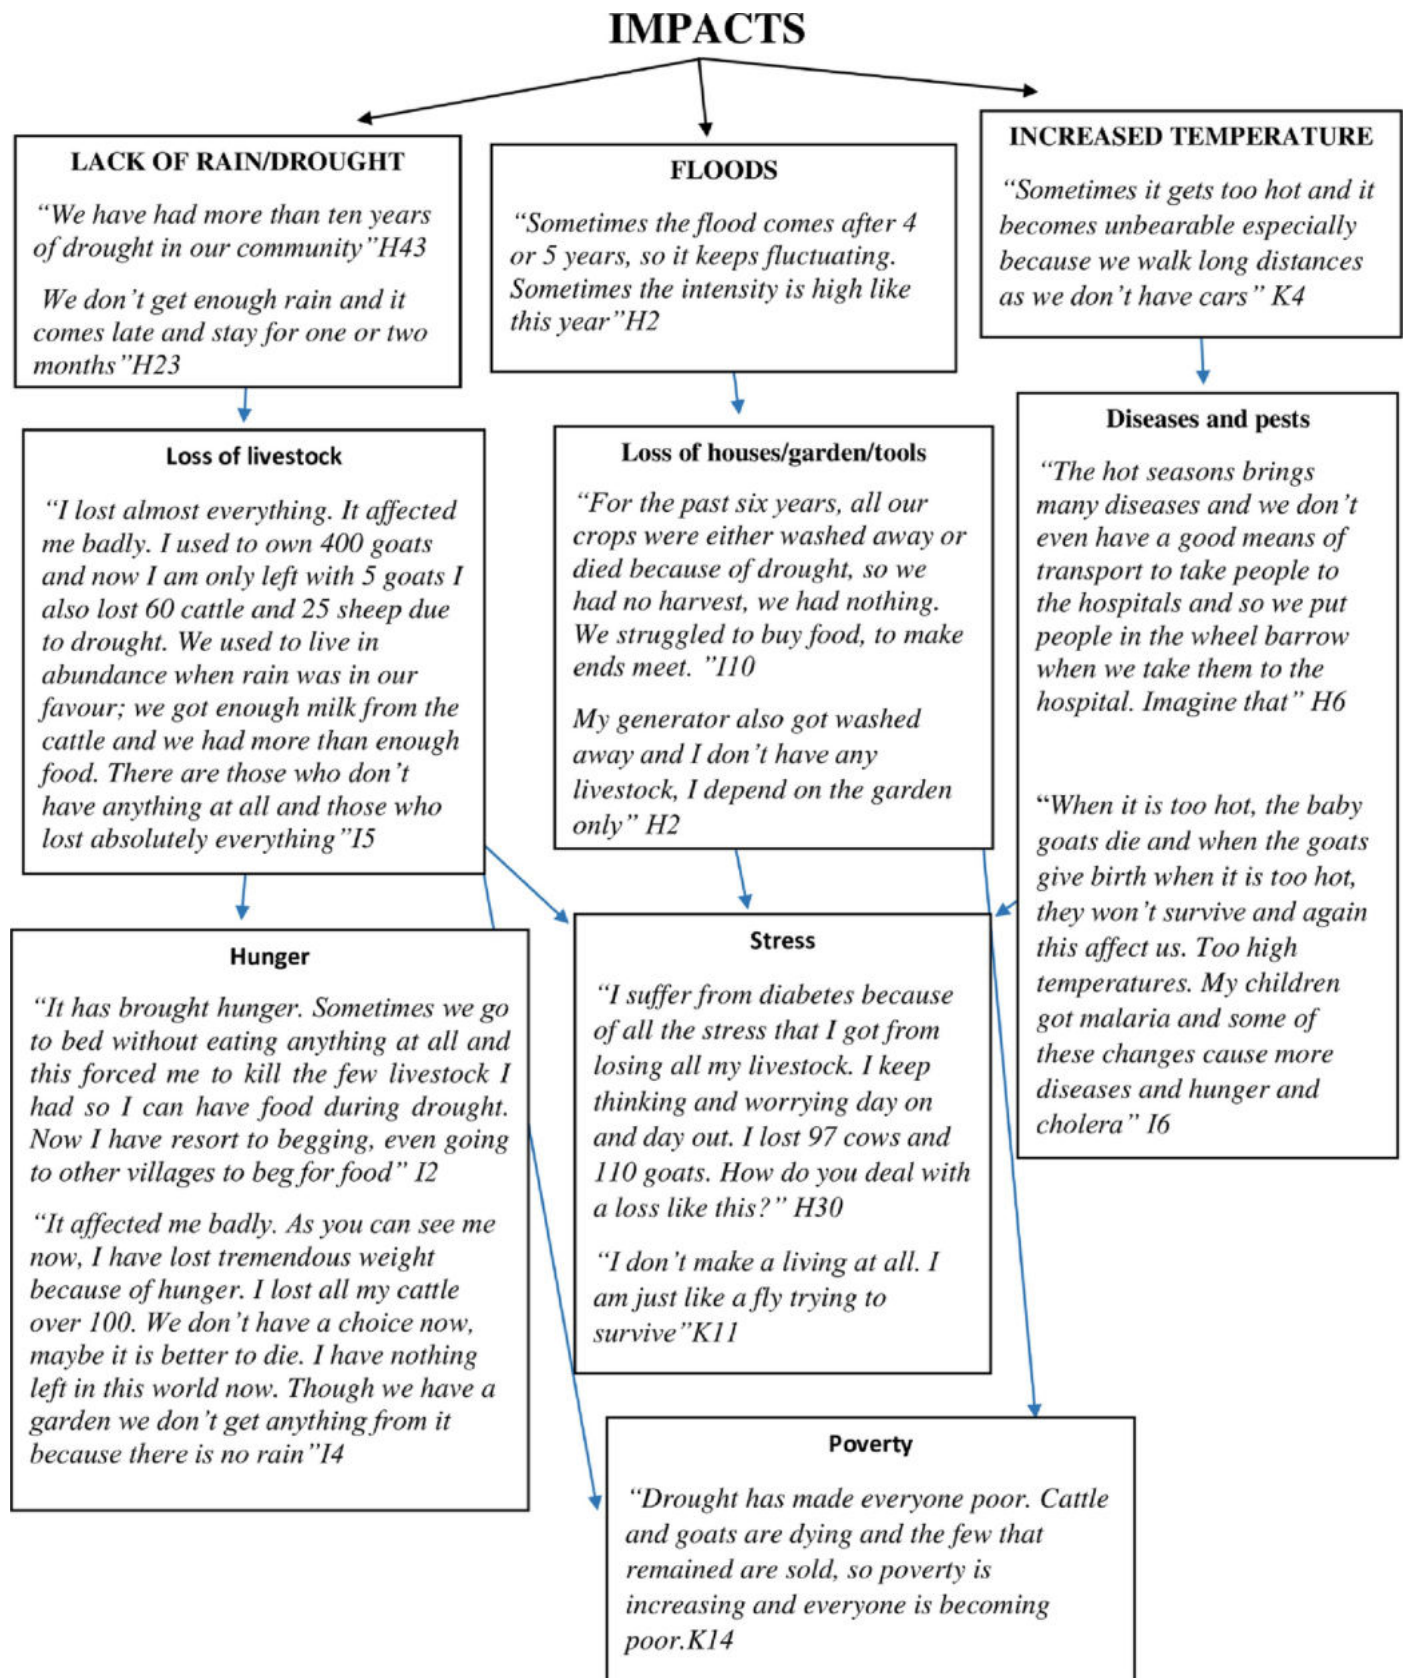 IMPACTS
LACK OF RAIN/DROUGHT
“We have had more than ten years
of drought in our community”H43
We don’t get enough rain and it
comes late and stay for one or two
months”H23
FLOODS
“Sometimes the flood comes after 4
or 5 years, so it keeps fluctuating.
Sometimes the intensity is high like
this year”H2
INCREASED TEMPERATURE
“Sometimes it gets too hot and it
becomes unbearable especially
because we walk long distances
as we don’t have cars” K4
Loss of livestock
“I lost almost everything. It affected
me badly. I used to own 400 goats
and now I am only left with 5 goats I
also lost 60 cattle and 25 sheep due
to drought. We used to live in
abundance when rain was in our
favour; we got enough milk from the
cattle and we had more than enough
food. There are those who don’t
have anything at all and those who
lost absolutely everything”I5
Loss of houses/garden/tools
“For the past six years, all our
crops were either washed away or
died because of drought, so we
had no harvest, we had nothing.
We struggled to buy food, to make
ends meet. ”I10
My generator also got washed
away and I don’t have any
livestock, I depend on the garden
only” H2
Diseases and pests
“The hot seasons brings
many diseases and we don’t
even have a good means of
transport to take people to
the hospitals and so we put
people in the wheel barrow
when we take them to the
hospital. Imagine that” H6
“When it is too hot, the baby
goats die and when the goats
give birth when it is too hot,
they won’t survive and again
this affect us. Too high
temperatures. My children
got malaria and some of
these changes cause more
diseases and hunger and
cholera” I6
Hunger
“It has brought hunger. Sometimes we go
to bed without eating anything at all and
this forced me to kill the few livestock I
had so I can have food during drought.
Now I have resort to begging, even going
to other villages to beg for food” I2
“It affected me badly. As you can see me
now, I have lost tremendous weight
because of hunger. I lost all my cattle
over 100. We don’t have a choice now,
maybe it is better to die. I have nothing
left in this world now. Though we have a
garden we don’t get anything from it
because there is no rain”I4
Stress
“I suffer from diabetes because
of all the stress that I got from
losing all my livestock. I keep
thinking and worrying day on
and day out. I lost 97 cows and
110 goats. How do you deal with
a loss like this?” H30
“I don’t make a living at all. I
am just like a fly trying to
survive”K11
Poverty
“Drought has made everyone poor. Cattle
and goats are dying and the few that
remained are sold, so poverty is
increasing and everyone is becoming
poor.K14